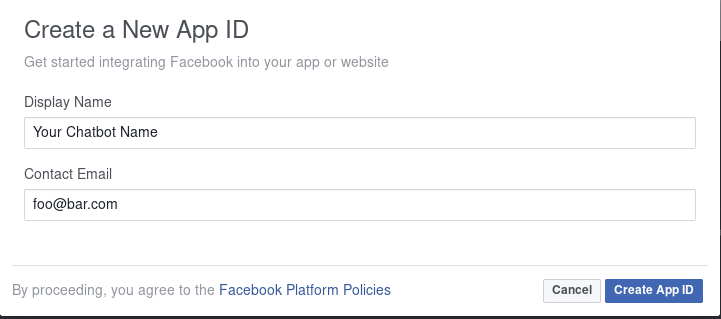 Create a New App ID
Get started integrating Facebook into your app or website
Display Name
Your Chatbot Name
Contact Email
foo@bar.com
By proceeding, you agree to the Facebook Platform Policies
Cancel
Create App ID